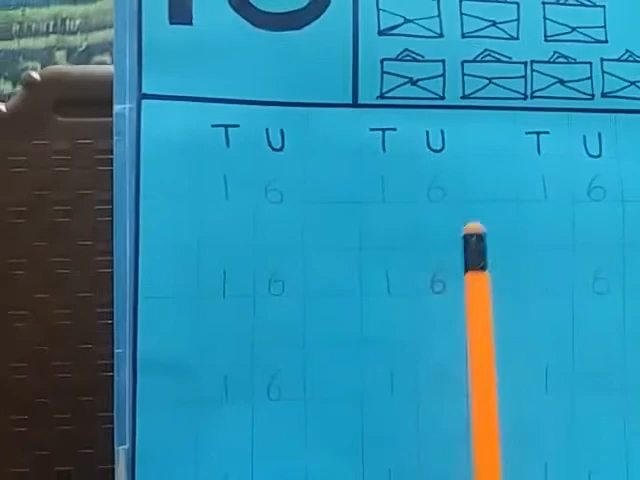 T U T U T U
1 6 1 6 1 6
1 6 1 6 6
1 6 1 1